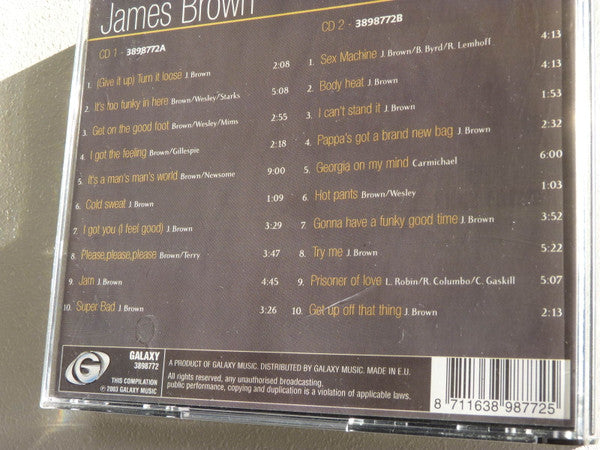 James Brown
CD 1 - 3898772A
1. (Give it up) Turn it loose J. Brown 2:08
2. It's too funky in here Brown/Wesley/Starks 5:08
3. Get on the good foot Brown/Wesley/Mims 2:55
4. I got the feeling Brown/Gillespie 2:18
5. It's a man's man's world Brown/Newsome 9:00
6. Cold sweat J. Brown 1:09
7. I got you (I feel good) J. Brown 3:29
8. Please,please,please Brown/Terry 3:47
9. Jam J. Brown 4:45
10. Super Bad J. Brown 3:26
CD 2 - 3898772B
1. Sex Machine J. Brown/B. Byrd/R. Lemhoff 4:13
2. Body heat J. Brown 4:13
3. I can't stand it J. Brown 1:53
4. Pappa's got a brand new bag J. Brown 2:32
5. Georgia on my mind Carmichael 6:00
6. Hot pants Brown/Wesley 1:03
7. Gonna have a funky good time J. Brown 3:52
8. Try me J. Brown 5:22
9. Prisoner of love L. Robin/R. Columbo/C. Gaskill 5:07
10. Get up off that thing J. Brown 2:13
GALAXY
3898772
THIS COMPILATION
℗ 2003 GALAXY MUSIC
A PRODUCT OF GALAXY MUSIC. DISTRIBUTED BY GALAXY MUSIC. MADE IN E.U.
All rights reserved, any unauthorised broadcasting,
public performance, copying and duplication is a violation of applicable laws.
8 711638 987725